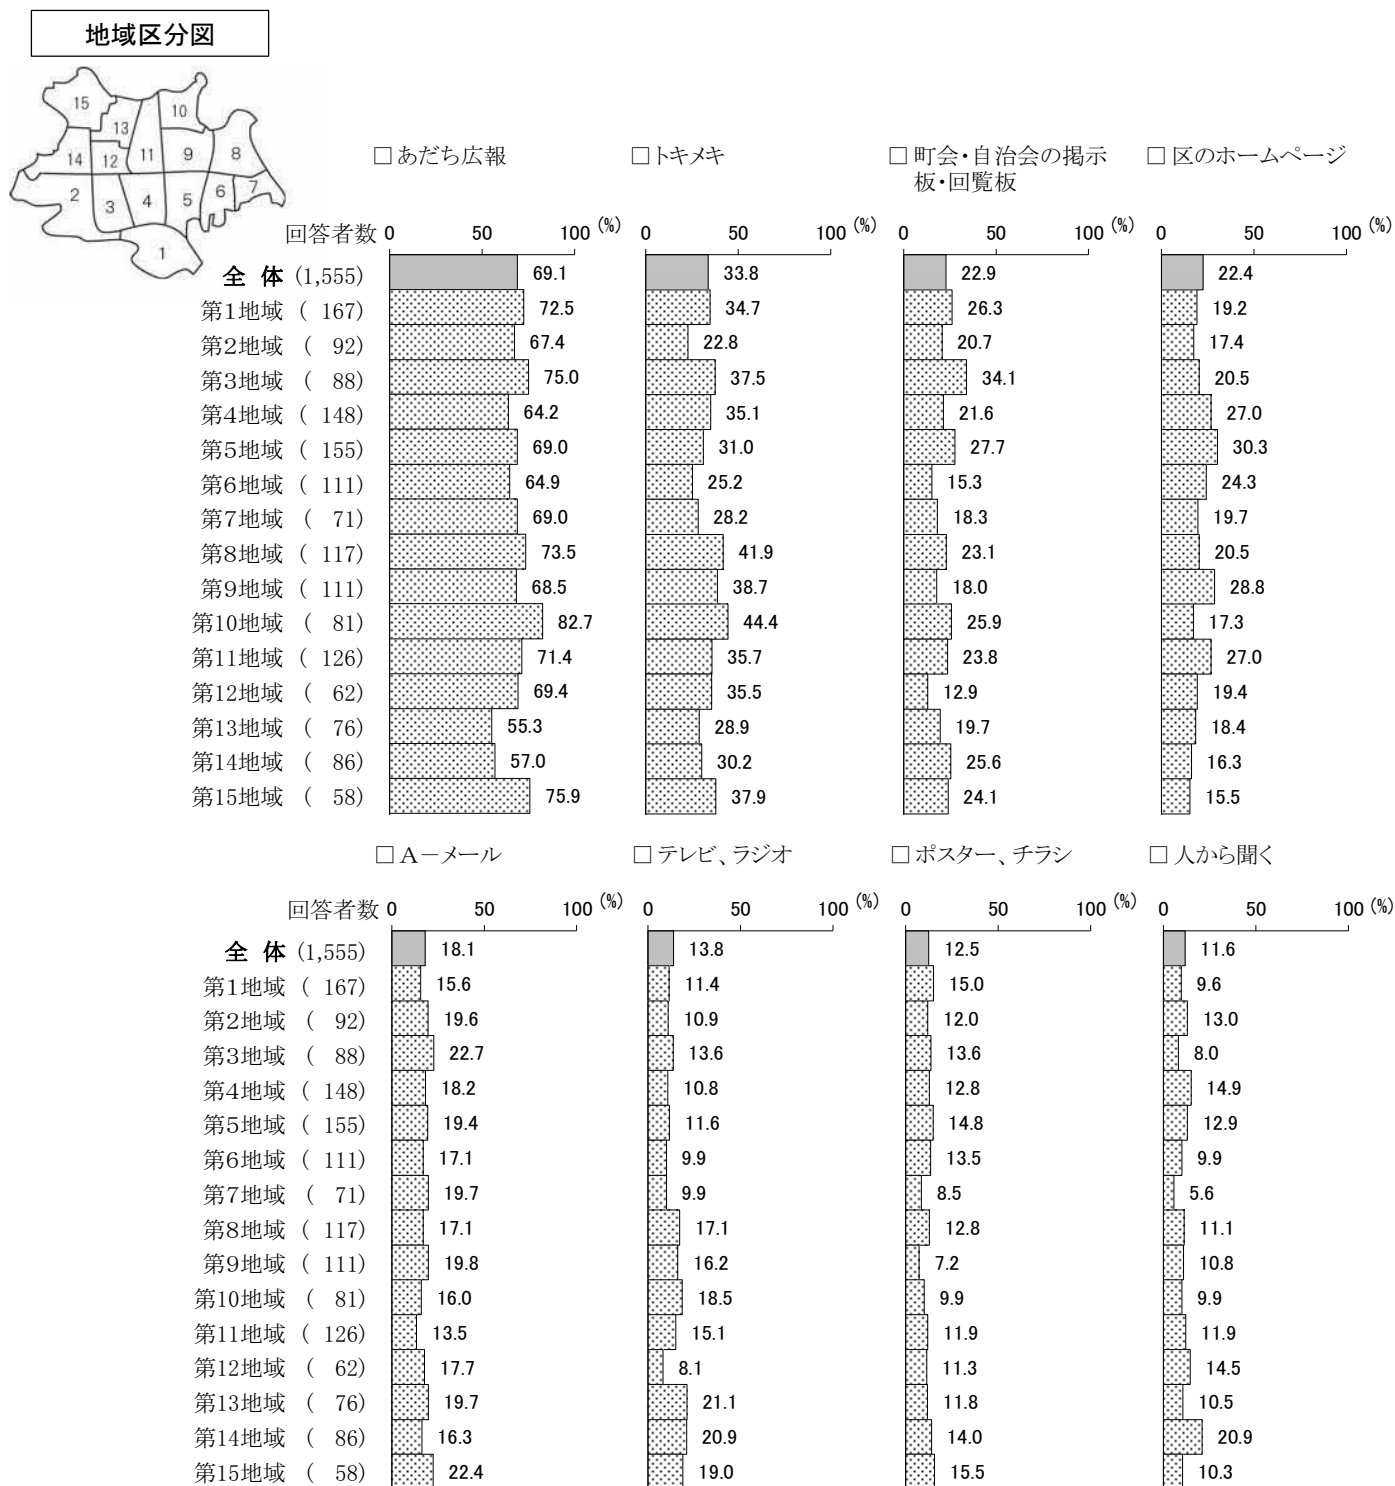 地域区分図
15
10
13
14
12
11
9
8
2
3
4
5
6
7
1
□あだち広報 □トキメキ □町会・自治会の掲示 □区のホームページ
板・回覧板
回答者数 0 50 100 (%) 0 50 100 (%) 0 50 100 (%) 0 50 100 (%)
全 体 (1,555) 69.1 33.8 22.9 22.4
第1地域 ( 167) 72.5 34.7 26.3 19.2
第2地域 ( 92) 67.4 22.8 20.7 17.4
第3地域 ( 88) 75.0 37.5 34.1 20.5
第4地域 ( 148) 64.2 35.1 21.6 27.0
第5地域 ( 155) 69.0 31.0 27.7 30.3
第6地域 ( 111) 64.9 25.2 15.3 24.3
第7地域 ( 71) 69.0 28.2 18.3 19.7
第8地域 ( 117) 73.5 41.9 23.1 20.5
第9地域 ( 111) 68.5 38.7 18.0 28.8
第10地域 ( 81) 82.7 44.4 25.9 17.3
第11地域 ( 126) 71.4 35.7 23.8 27.0
第12地域 ( 62) 69.4 35.5 12.9 19.4
第13地域 ( 76) 55.3 28.9 19.7 18.4
第14地域 ( 86) 57.0 30.2 25.6 16.3
第15地域 ( 58) 75.9 37.9 24.1 15.5
□A－メール □テレビ、ラジオ □ポスター、チラシ □人から聞く
回答者数 0 50 100 (%) 0 50 100 (%) 0 50 100 (%) 0 50 100 (%)
全 体 (1,555) 18.1 13.8 12.5 11.6
第1地域 ( 167) 15.6 11.4 15.0 9.6
第2地域 ( 92) 19.6 10.9 12.0 13.0
第3地域 ( 88) 22.7 13.6 13.6 8.0
第4地域 ( 148) 18.2 10.8 12.8 14.9
第5地域 ( 155) 19.4 11.6 14.8 12.9
第6地域 ( 111) 17.1 9.9 13.5 9.9
第7地域 ( 71) 19.7 9.9 8.5 5.6
第8地域 ( 117) 17.1 17.1 12.8 11.1
第9地域 ( 111) 19.8 16.2 7.2 10.8
第10地域 ( 81) 16.0 18.5 9.9 9.9
第11地域 ( 126) 13.5 15.1 11.9 11.9
第12地域 ( 62) 17.7 8.1 11.3 14.5
第13地域 ( 76) 19.7 21.1 11.8 10.5
第14地域 ( 86) 16.3 20.9 14.0 20.9
第15地域 ( 58) 22.4 19.0 15.5 10.3